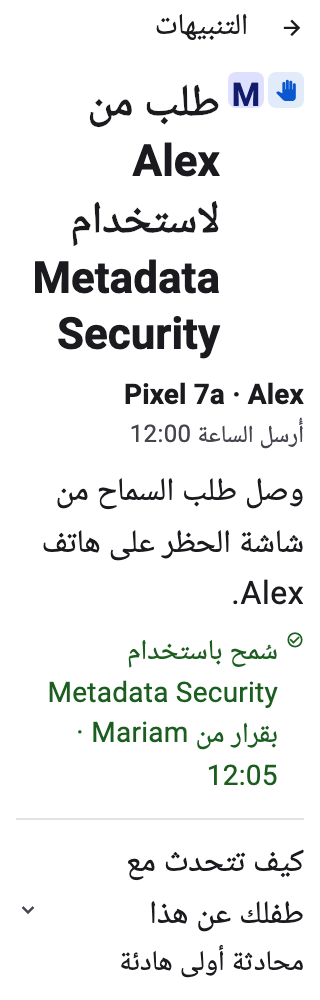 التنبيهات
M
طلب من
Alex
لاستخدام
Metadata
Security
Pixel 7a · Alex
أُرسل الساعة 12:00
وصل طلب السماح من
شاشة الحظر على هاتف
Alex.
سُمح باستخدام
Metadata Security
بقرار من Mariam ·
12:05
كيف تتحدث مع
طفلك عن هذا
محادثة أولى هادئة